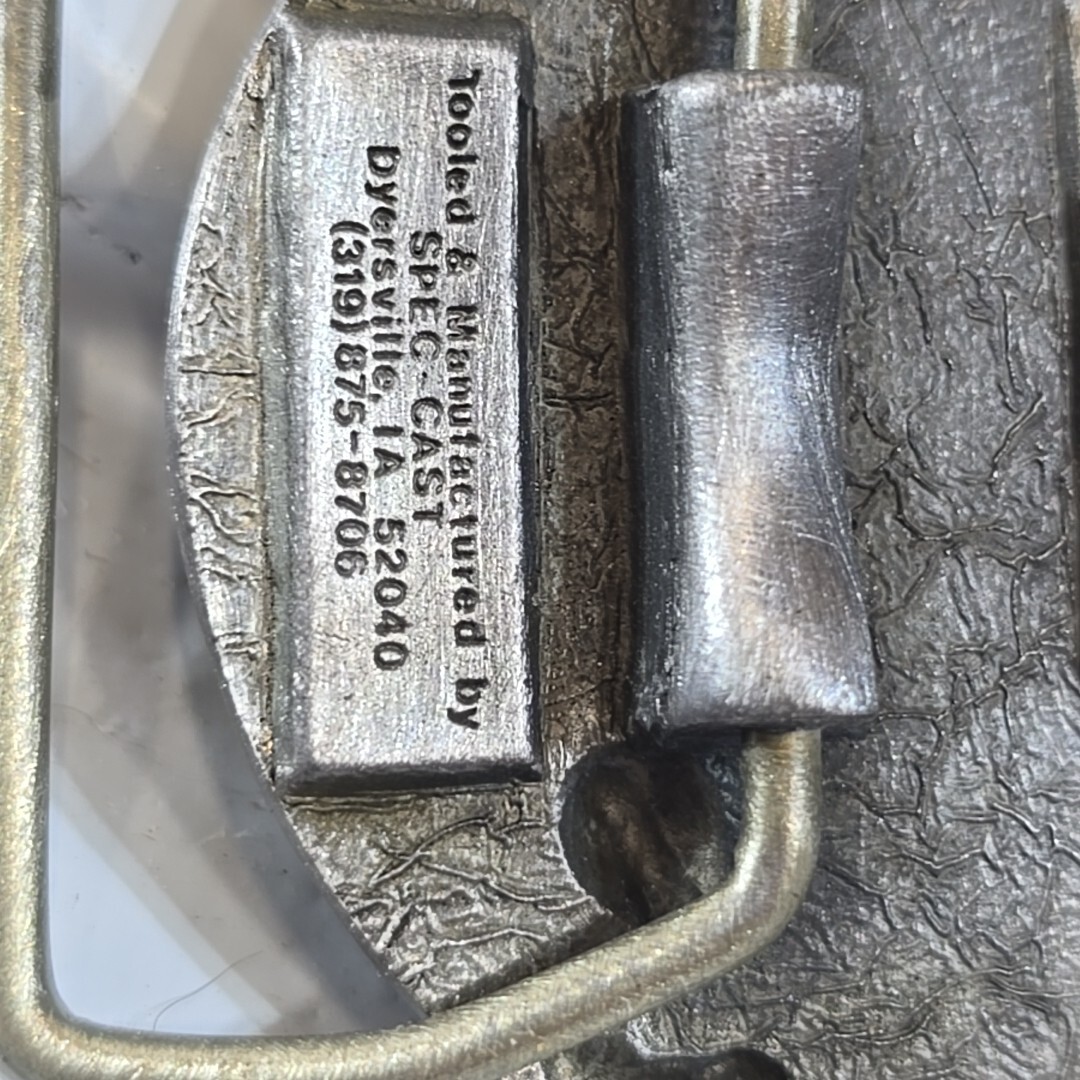 Tooled & Manufactured by
SpEC-CAST
Dyersville, IA 52040
(319) 875-8706